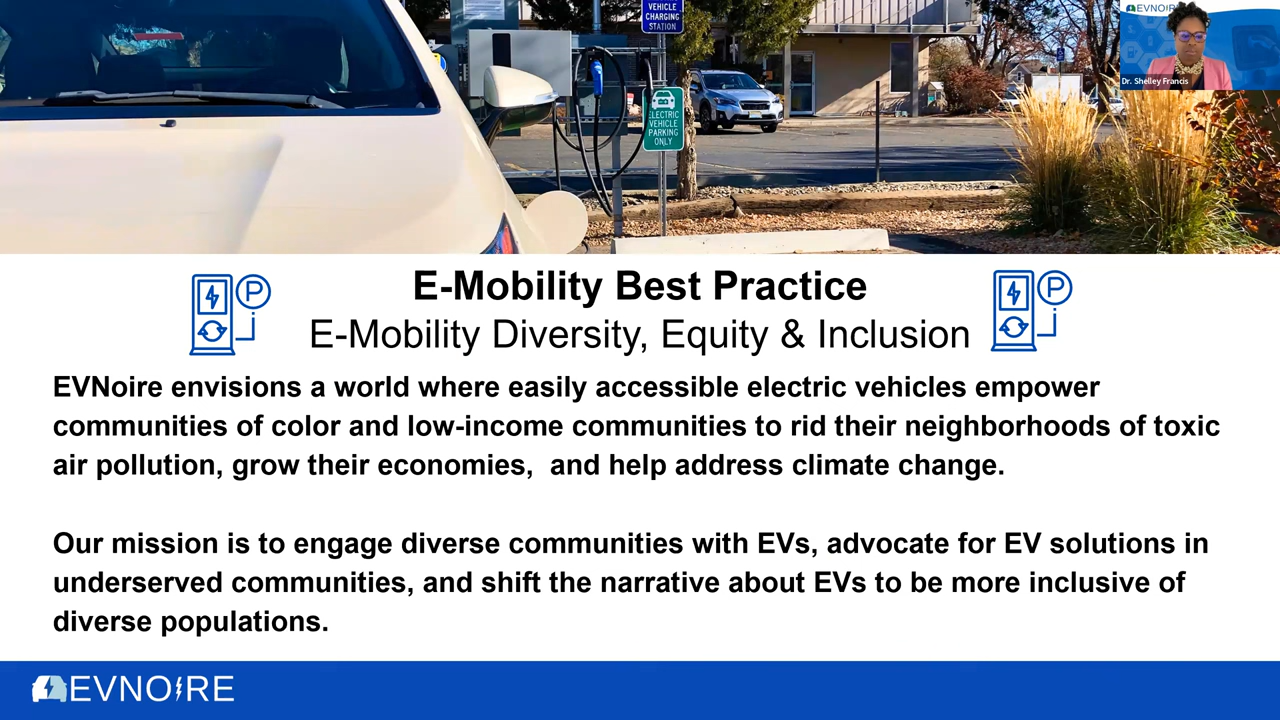 VEHICLE
CHARGING
STATION
EVNOIRE
Dr. Shelley Francis
ELECTRIC
VEHICLE
PARKING
ONLY
E-Mobility Best Practice
E-Mobility Diversity, Equity & Inclusion
P
P
EVNoire envisions a world where easily accessible electric vehicles empower
communities of color and low-income communities to rid their neighborhoods of toxic
air pollution, grow their economies,  and help address climate change.
Our mission is to engage diverse communities with EVs, advocate for EV solutions in
underserved communities, and shift the narrative about EVs to be more inclusive of
diverse populations.
EVNOIRE